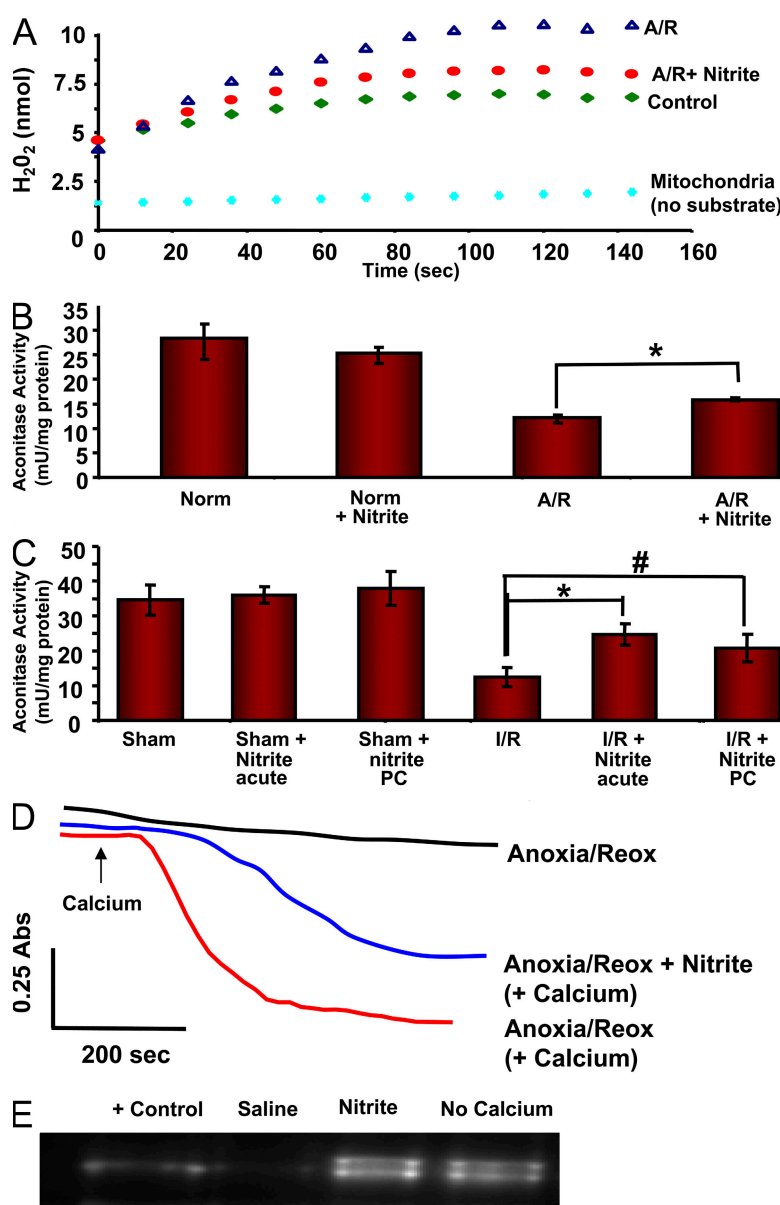 A
H₂0₂ (nmol)
10
7.5
5
2.5
0
0 20 40 60 80 100 120 140 160
Time (sec)
A/R
A/R+ Nitrite
Control
Mitochondria
(no substrate)
B
Aconitase Activity
(mU/mg protein)
35
30
25
20
15
10
5
0
*
Norm
Norm
+ Nitrite
A/R
A/R
+ Nitrite
C
Aconitase Activity
(mU/mg protein)
50
40
30
20
10
0
#
*
Sham
Sham +
Nitrite
acute
Sham +
nitrite
PC
I/R
I/R +
Nitrite
acute
I/R +
Nitrite
PC
D
Calcium
0.25 Abs
200 sec
Anoxia/Reox
Anoxia/Reox + Nitrite
(+ Calcium)
Anoxia/Reox
(+ Calcium)
E
+ Control Saline Nitrite No Calcium